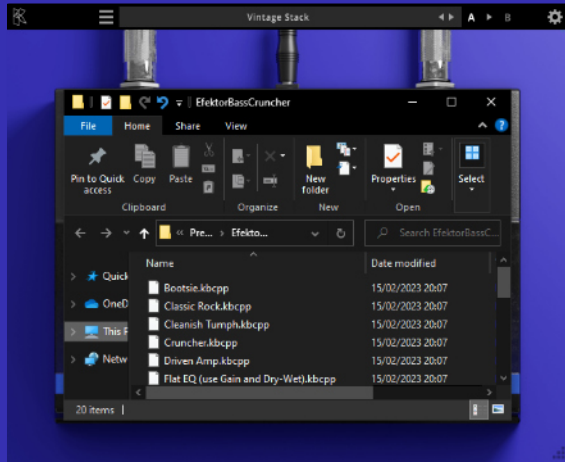 Vintage Stack A B
EfektorBassCruncher
File Home Share View
Pin to Quick access Copy Paste New folder Properties Select
Clipboard Organize New Open
« Pre... › Efekto... Search EfektorBassC...
Name Date modified
Quick
Bootsie.kbcpp 15/02/2023 20:07
OneD
Classic Rock.kbcpp 15/02/2023 20:07
Cleanish Tumph.kbcpp 15/02/2023 20:07
This P
Cruncher.kbcpp 15/02/2023 20:07
Netw
Driven Amp.kbcpp 15/02/2023 20:07
Flat EQ (use Gain and Dry-Wet).kbcpp 15/02/2023 20:07
20 items